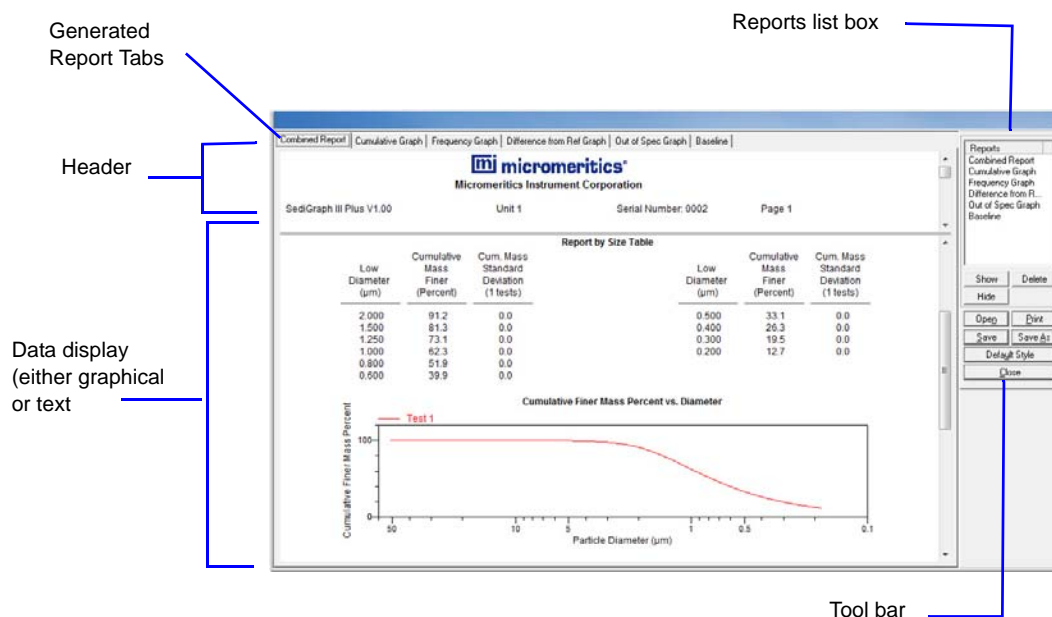 Generated
Report Tabs
Reports list box
Header
Data display
(either graphical
or text
Tool bar
Combined Report Cumulative Graph Frequency Graph Difference from Ref Graph Out of Spec Graph Baseline
mi micromeritics®
Micromeritics Instrument Corporation
SediGraph III Plus V1.00 Unit 1 Serial Number: 0002 Page 1
Report by Size Table
Low Diameter (µm) Cumulative Mass Finer (Percent) Cum. Mass Standard Deviation (1 tests)
2.000 91.2 0.0
1.500 81.3 0.0
1.250 73.1 0.0
1.000 62.3 0.0
0.800 51.9 0.0
0.600 39.9 0.0
Low Diameter (µm) Cumulative Mass Finer (Percent) Cum. Mass Standard Deviation (1 tests)
0.500 33.1 0.0
0.400 26.3 0.0
0.300 19.5 0.0
0.200 12.7 0.0
Cumulative Finer Mass Percent vs. Diameter
Test 1
Cumulative Finer Mass Percent
100
0
50 10 5 1 0.5 0.1
Particle Diameter (µm)
Reports
Combined Report
Cumulative Graph
Frequency Graph
Difference from R...
Out of Spec Graph
Baseline
Show Delete
Hide
Open Print
Save Save As
Default Style
Close